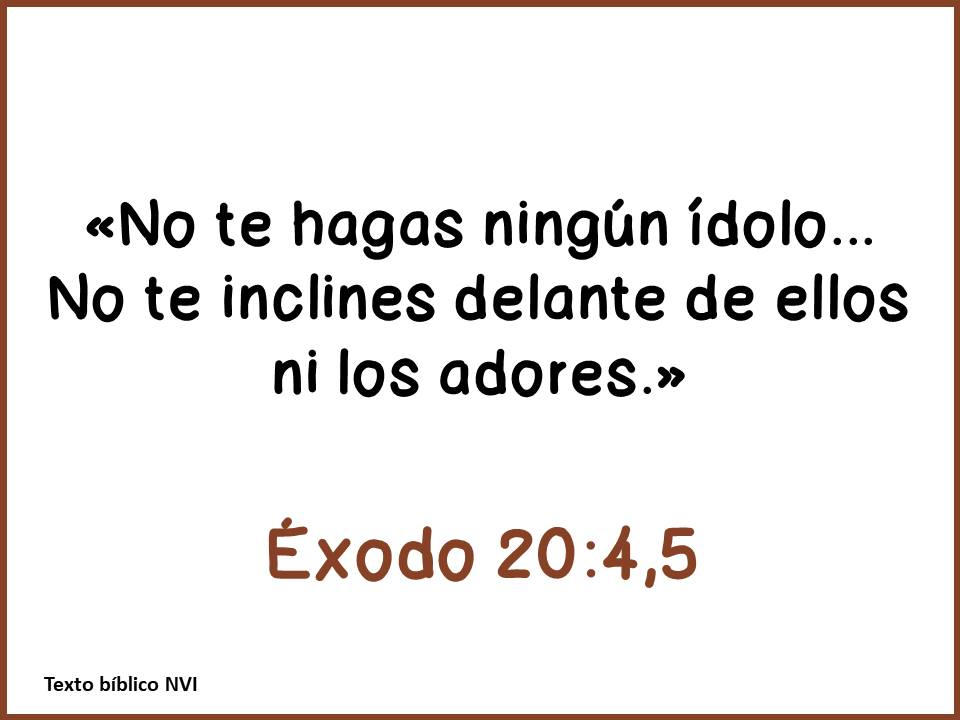 «No te hagas ningún ídolo...
No te inclines delante de ellos
ni los adores.»
Éxodo 20:4,5
Texto bíblico NVI